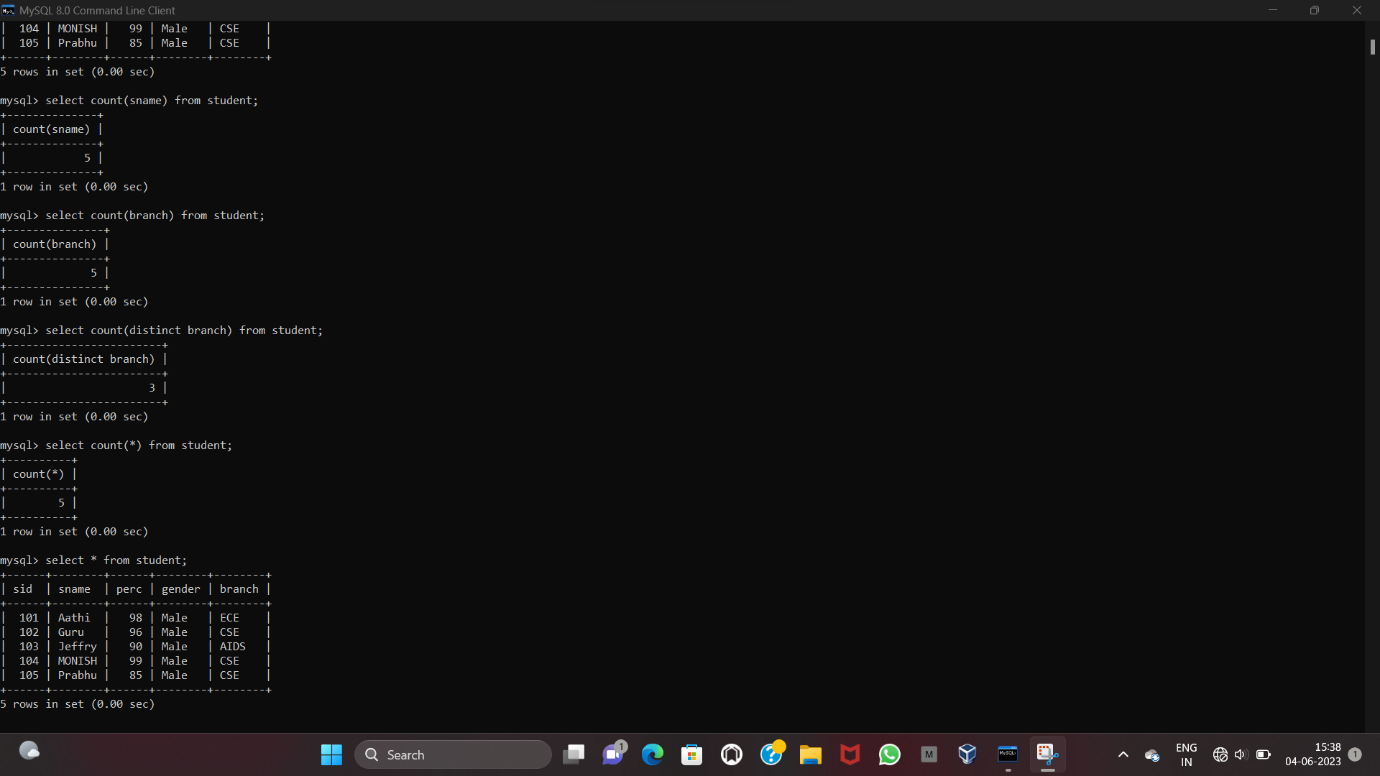 MySQL 8.0 Command Line Client
|  104 | MONISH |   99 | Male   | CSE    |
|  105 | Prabhu |   85 | Male   | CSE    |
+------+--------+------+--------+--------+
5 rows in set (0.00 sec)
mysql> select count(sname) from student;
+--------------+
| count(sname) |
+--------------+
|            5 |
+--------------+
1 row in set (0.00 sec)
mysql> select count(branch) from student;
+---------------+
| count(branch) |
+---------------+
|             5 |
+---------------+
1 row in set (0.00 sec)
mysql> select count(distinct branch) from student;
+------------------------+
| count(distinct branch) |
+------------------------+
|                      3 |
+------------------------+
1 row in set (0.00 sec)
mysql> select count(*) from student;
+----------+
| count(*) |
+----------+
|        5 |
+----------+
1 row in set (0.00 sec)
mysql> select * from student;
+------+--------+------+--------+--------+
| sid  | sname  | perc | gender | branch |
+------+--------+------+--------+--------+
|  101 | Aathi  |   98 | Male   | ECE    |
|  102 | Guru   |   96 | Male   | CSE    |
|  103 | Jeffry |   90 | Male   | AIDS   |
|  104 | MONISH |   99 | Male   | CSE    |
|  105 | Prabhu |   85 | Male   | CSE    |
+------+--------+------+--------+--------+
5 rows in set (0.00 sec)
Search
1
?
M
MySQL
ENG
IN
15:38
04-06-2023
1